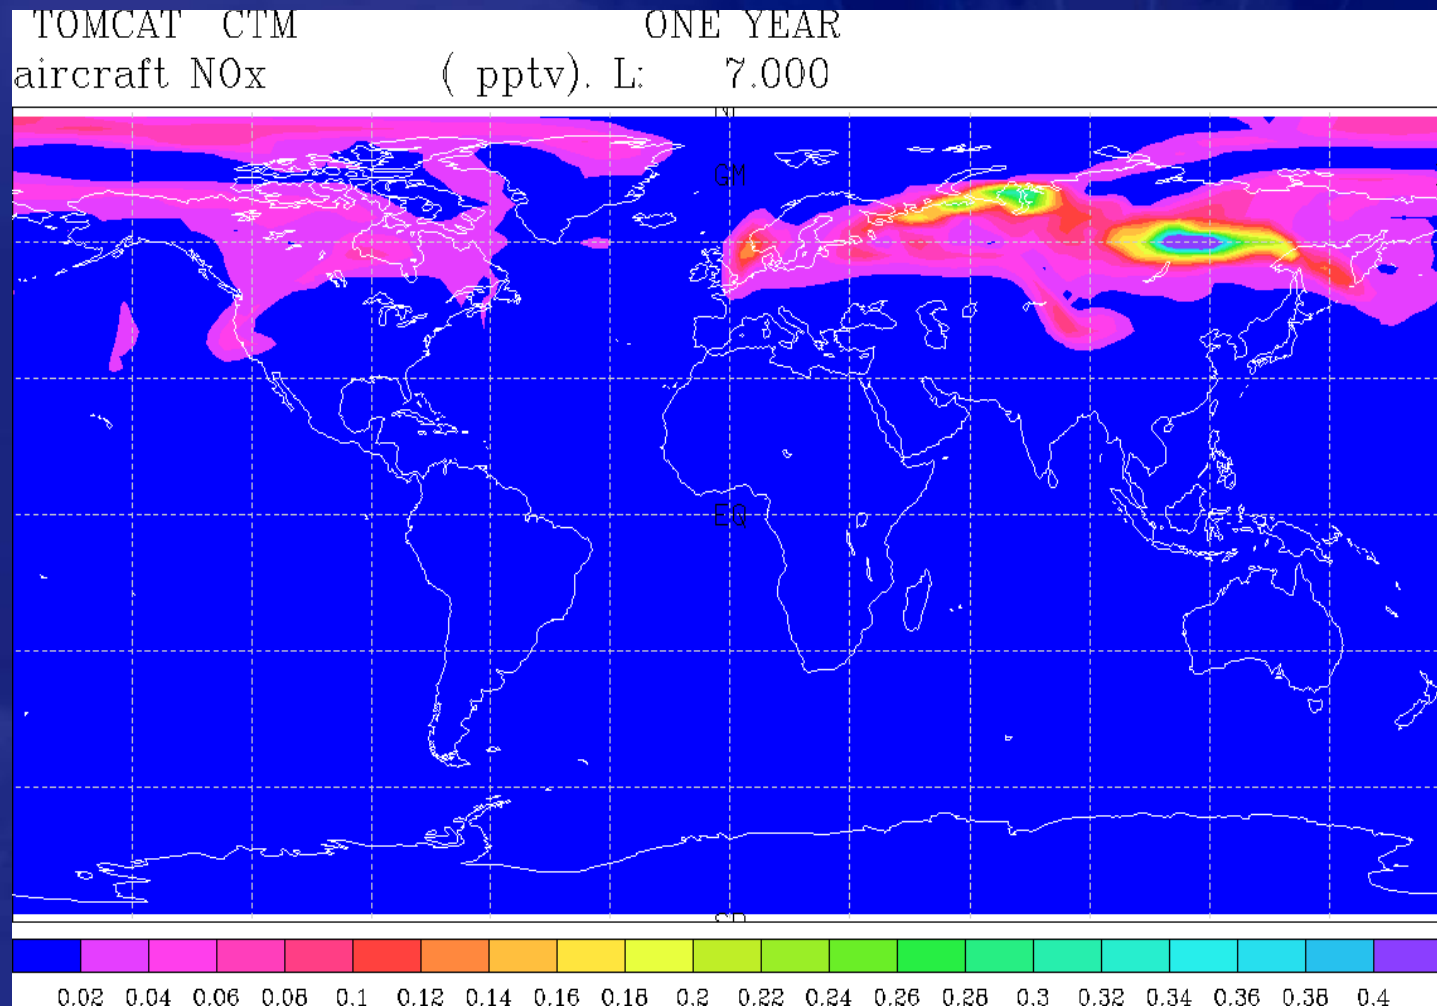 TOMCAT CTM ONE YEAR
aircraft NOx ( pptv). L: 7.000
GM
EQ
0.02 0.04 0.06 0.08 0.1 0.12 0.14 0.16 0.18 0.2 0.22 0.24 0.26 0.28 0.3 0.32 0.34 0.36 0.38 0.4